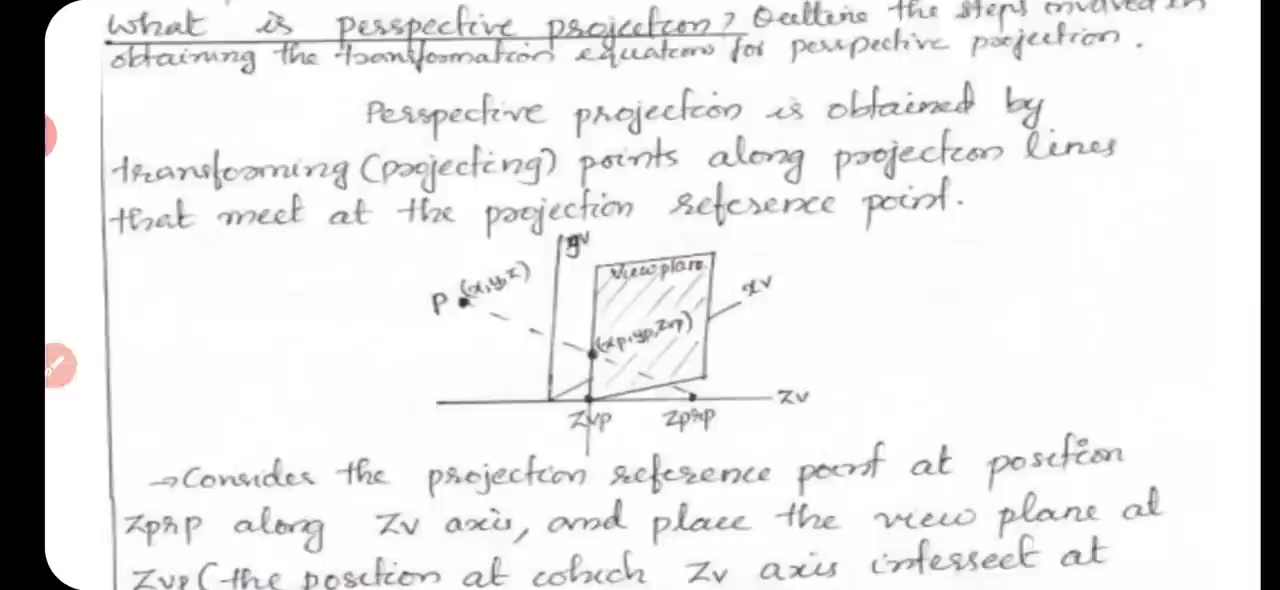 what is perspective projection? Outline the steps involved in
obtaining the transformation equations for perspective projection.
Perspective projection is obtained by
transforming (projecting) points along projection lines
that meet at the projection reference point.
yv
View plane.
P (x,y,z)
xv
(xp,yp,zvp)
zv
zvp zprp
→Consider the projection reference point at position
zprp along zv axis, and place the view plane at
zvp (the position at which zv axis intersect at